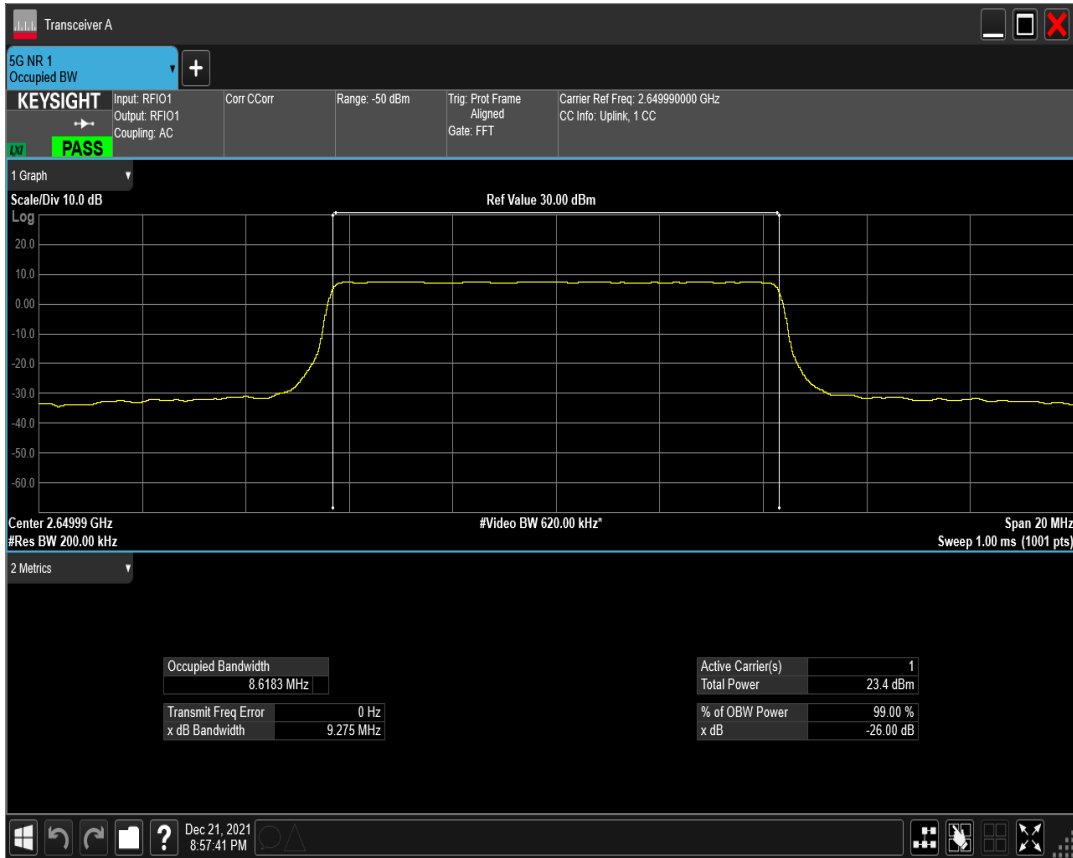 Transceiver A
5G NR 1
Occupied BW
+
KEYSIGHT
Input: RFIO1
Output: RFIO1
Coupling: AC
Corr CCorr
Range: -50 dBm
Trig: Prot Frame
Aligned
Gate: FFT
Carrier Ref Freq: 2.649990000 GHz
CC Info: Uplink, 1 CC
LXI
PASS
1 Graph
Scale/Div 10.0 dB
Ref Value 30.00 dBm
Log
20.0
10.0
0.00
-10.0
-20.0
-30.0
-40.0
-50.0
-60.0
Center 2.64999 GHz
#Video BW 620.00 kHz*
Span 20 MHz
#Res BW 200.00 kHz
Sweep 1.00 ms (1001 pts)
2 Metrics
Occupied Bandwidth
8.6183 MHz
Transmit Freq Error 0 Hz
x dB Bandwidth 9.275 MHz
Active Carrier(s) 1
Total Power 23.4 dBm
% of OBW Power 99.00 %
x dB -26.00 dB
?
Dec 21, 2021
8:57:41 PM